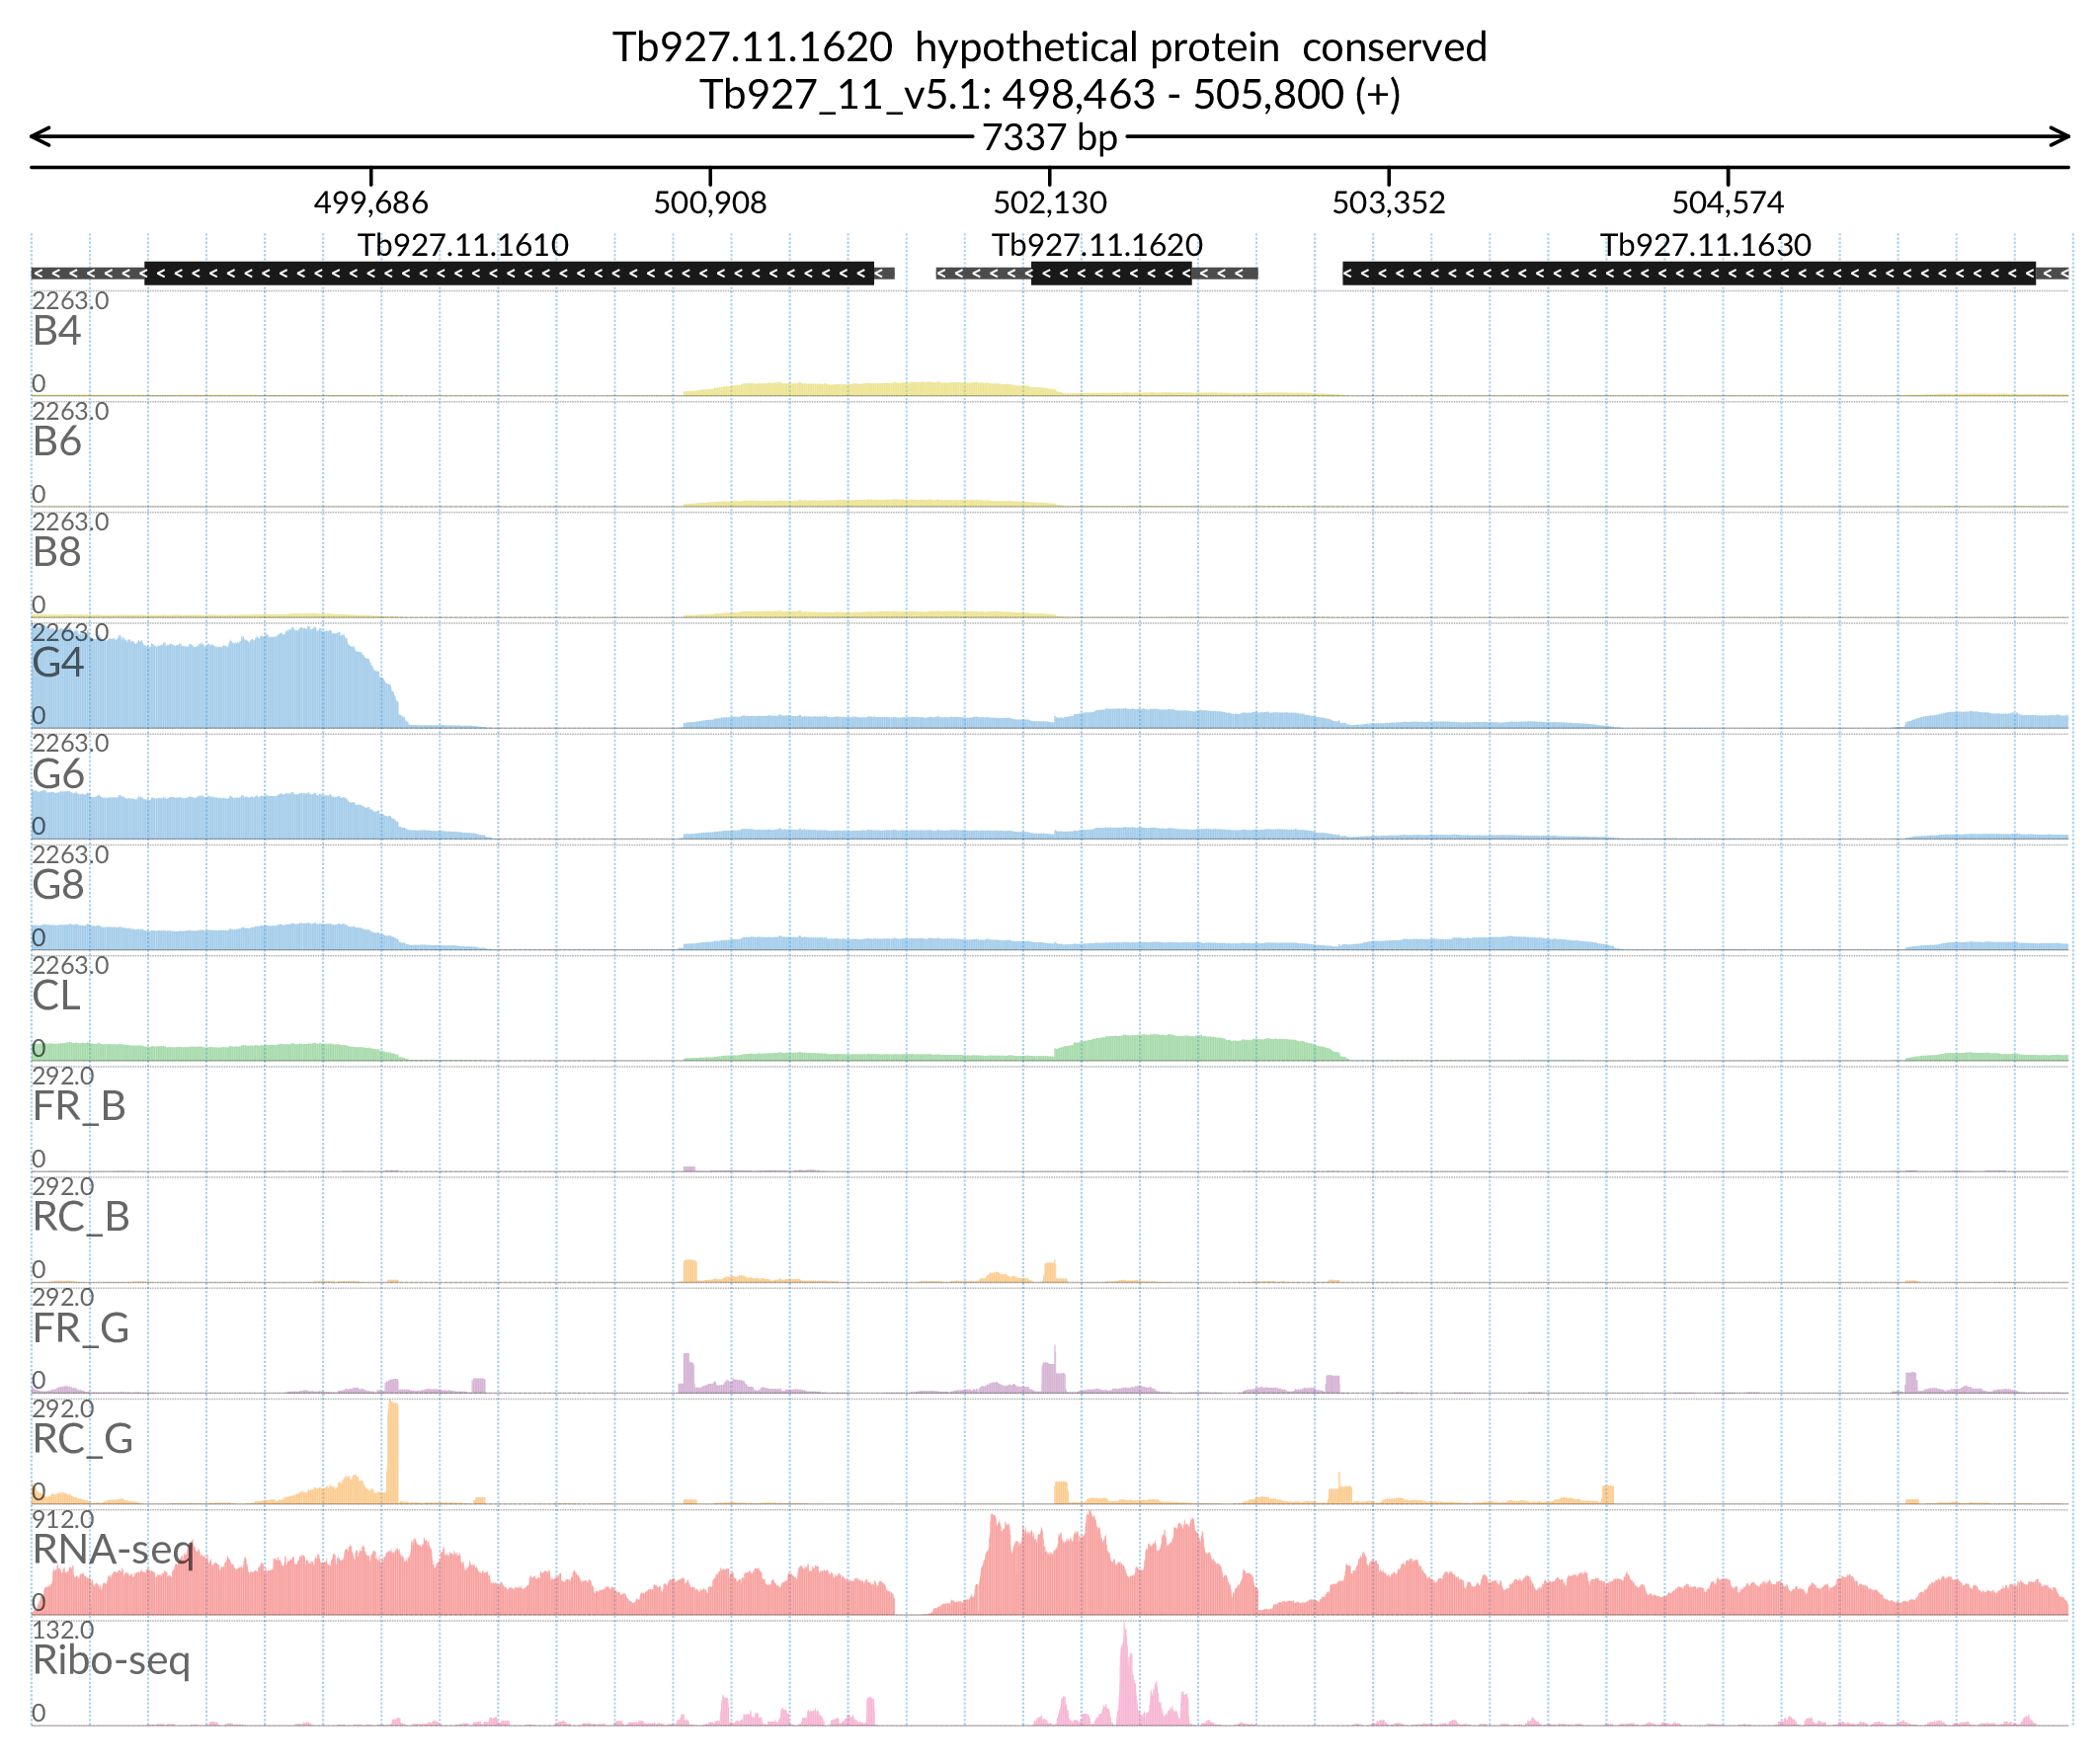 Tb927.11.1620  hypothetical protein  conserved
Tb927_11_v5.1: 498,463 - 505,800 (+)
7337 bp
499,686 500,908 502,130 503,352 504,574
Tb927.11.1610 Tb927.11.1620 Tb927.11.1630
2263.0
B4
0
2263.0
B6
0
2263.0
B8
0
2263.0
G4
0
2263.0
G6
0
2263.0
G8
0
2263.0
CL
0
292.0
FR_B
0
292.0
RC_B
0
292.0
FR_G
0
292.0
RC_G
0
912.0
RNA-seq
0
132.0
Ribo-seq
0